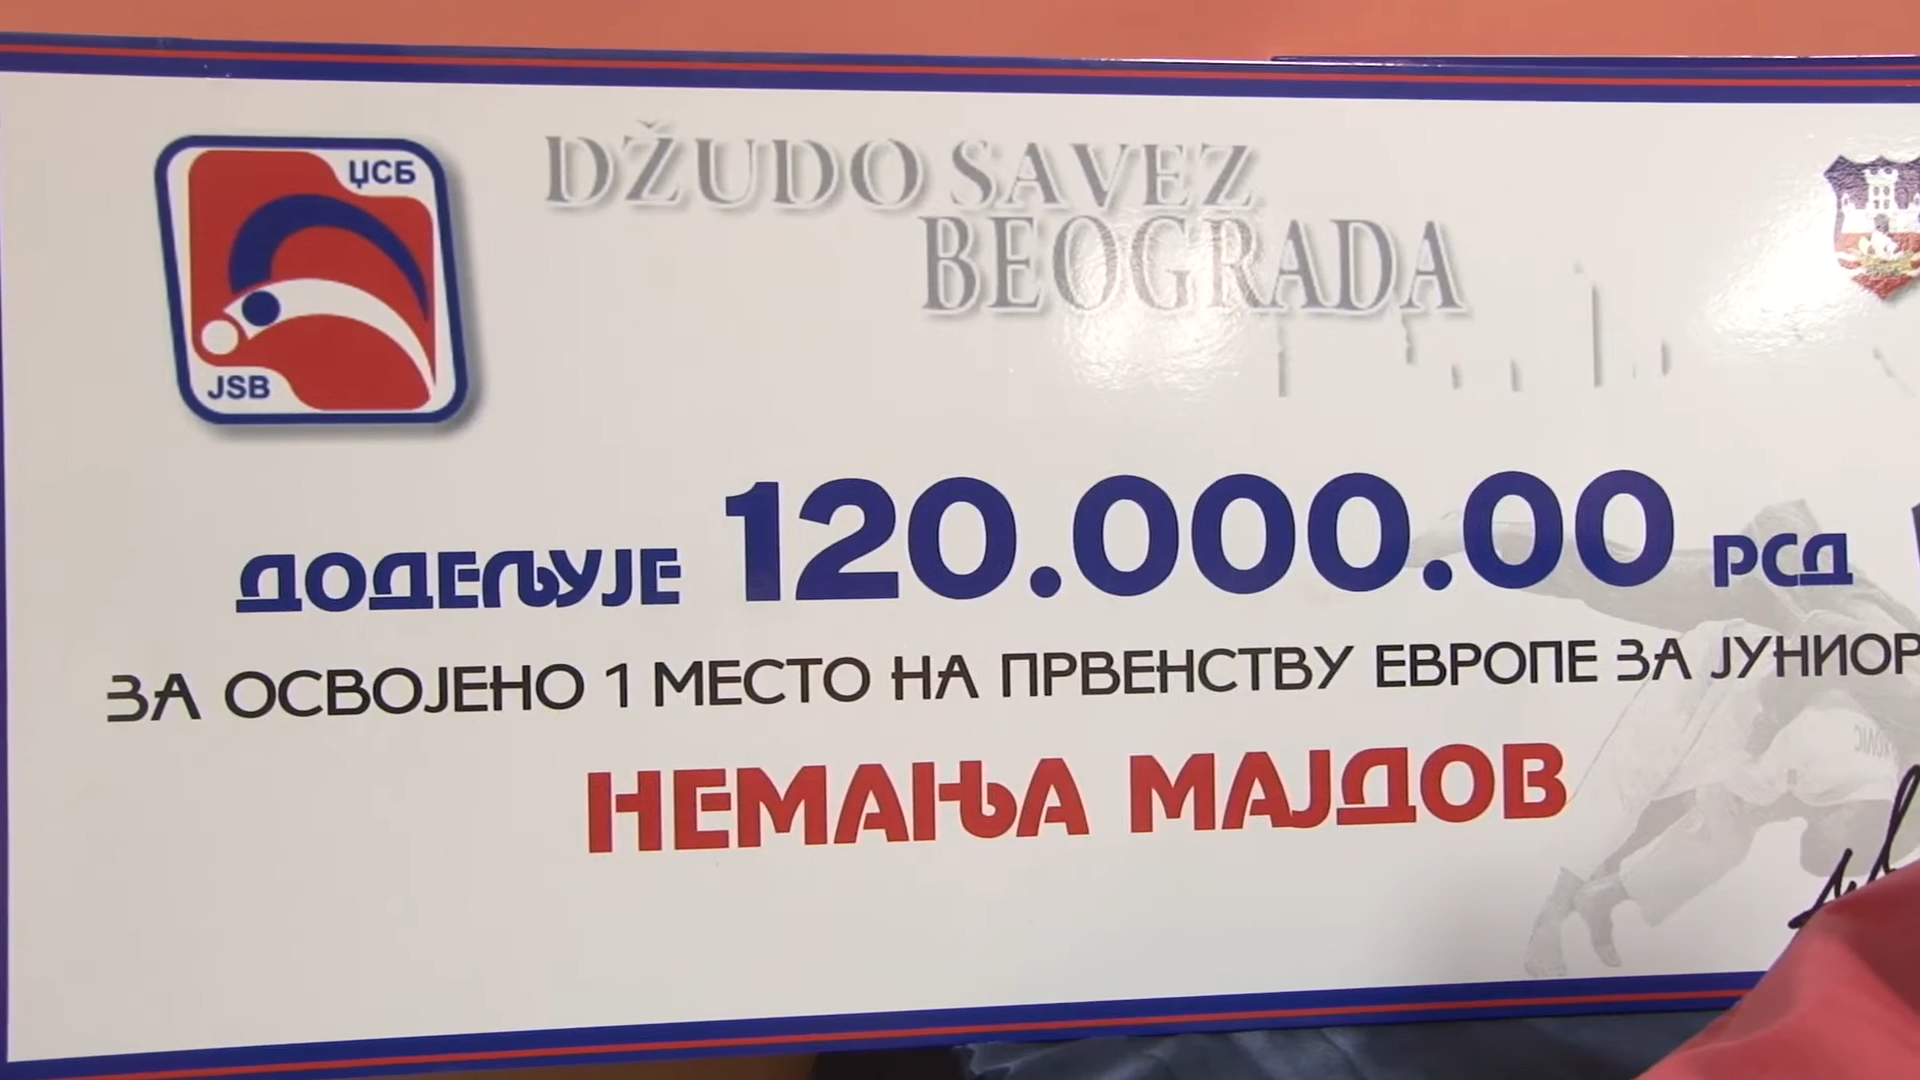 ЏСБ
JSB
DŽUDO SAVEZ
BEOGRADA
ДОДЕЉУЈЕ 120.000.00 РСД
ЗА ОСВОЈЕНО 1 МЕСТО НА ПРВЕНСТВУ ЕВРОПЕ ЗА ЈУНИОР
НЕМАЊА МАЈДОВ